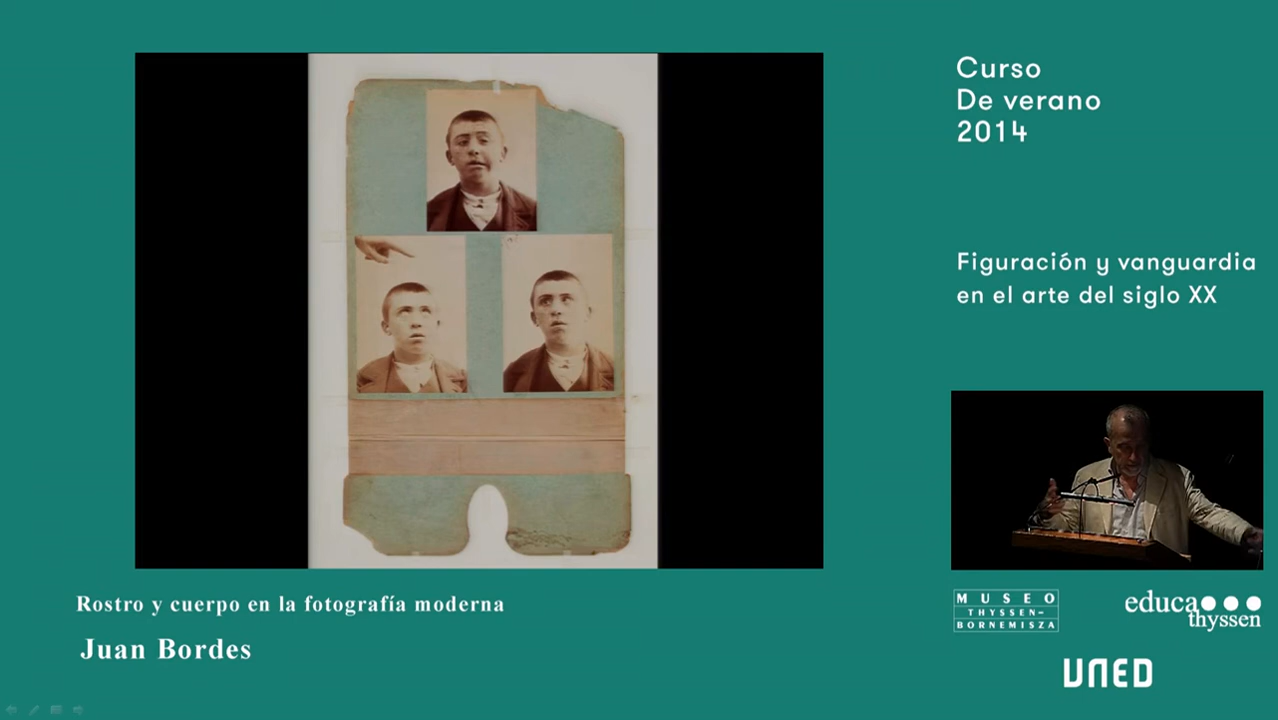 Curso
De verano
2014
Figuración y vanguardia
en el arte del siglo XX
Rostro y cuerpo en la fotografía moderna
Juan Bordes
MUSEO
THYSSEN-
BORNEMISZA
educa
thyssen
UNED